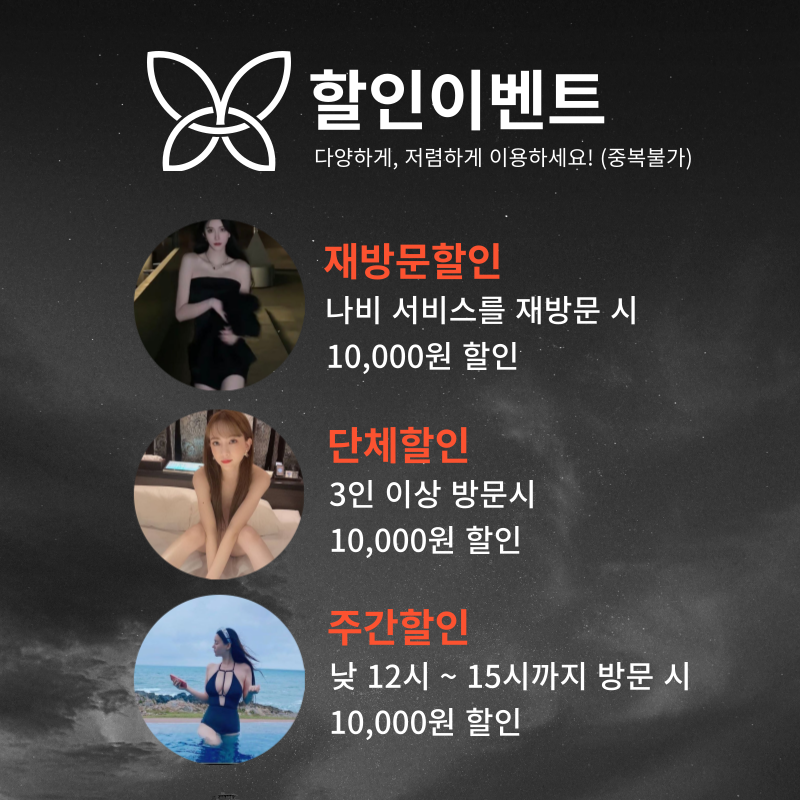 할인이벤트
다양하게, 저렴하게 이용하세요! (중복불가)
재방문할인
나비 서비스를 재방문 시
10,000원 할인
단체할인
3인 이상 방문시
10,000원 할인
주간할인
낮 12시 ~ 15시까지 방문 시
10,000원 할인